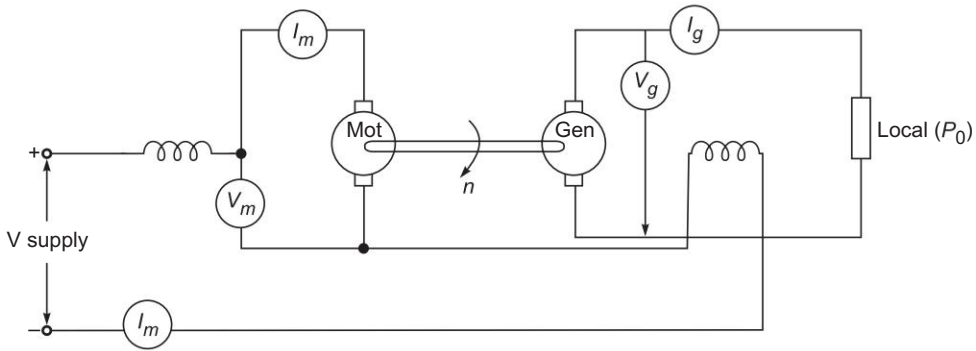 I_m
I_g
V_g
Mot
Gen
Local (P_0)
+
n
V_m
V supply
–
I_m